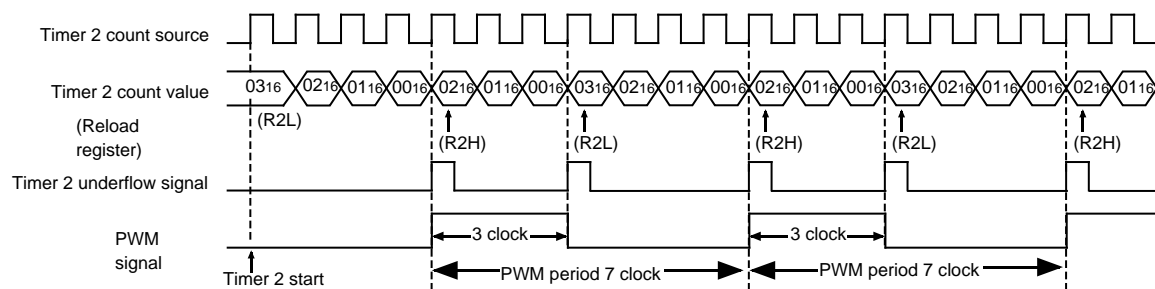 Timer 2 count source
Timer 2 count value
0316 0216 0116 0016 0216 0116 0016 0316 0216 0116 0016 0216 0116 0016 0316 0216 0116 0016 0216 0116
(Reload
register)
(R2L) (R2H) (R2L) (R2H) (R2L) (R2H)
Timer 2 underflow signal
PWM
signal
3 clock 3 clock
Timer 2 start
PWM period 7 clock PWM period 7 clock